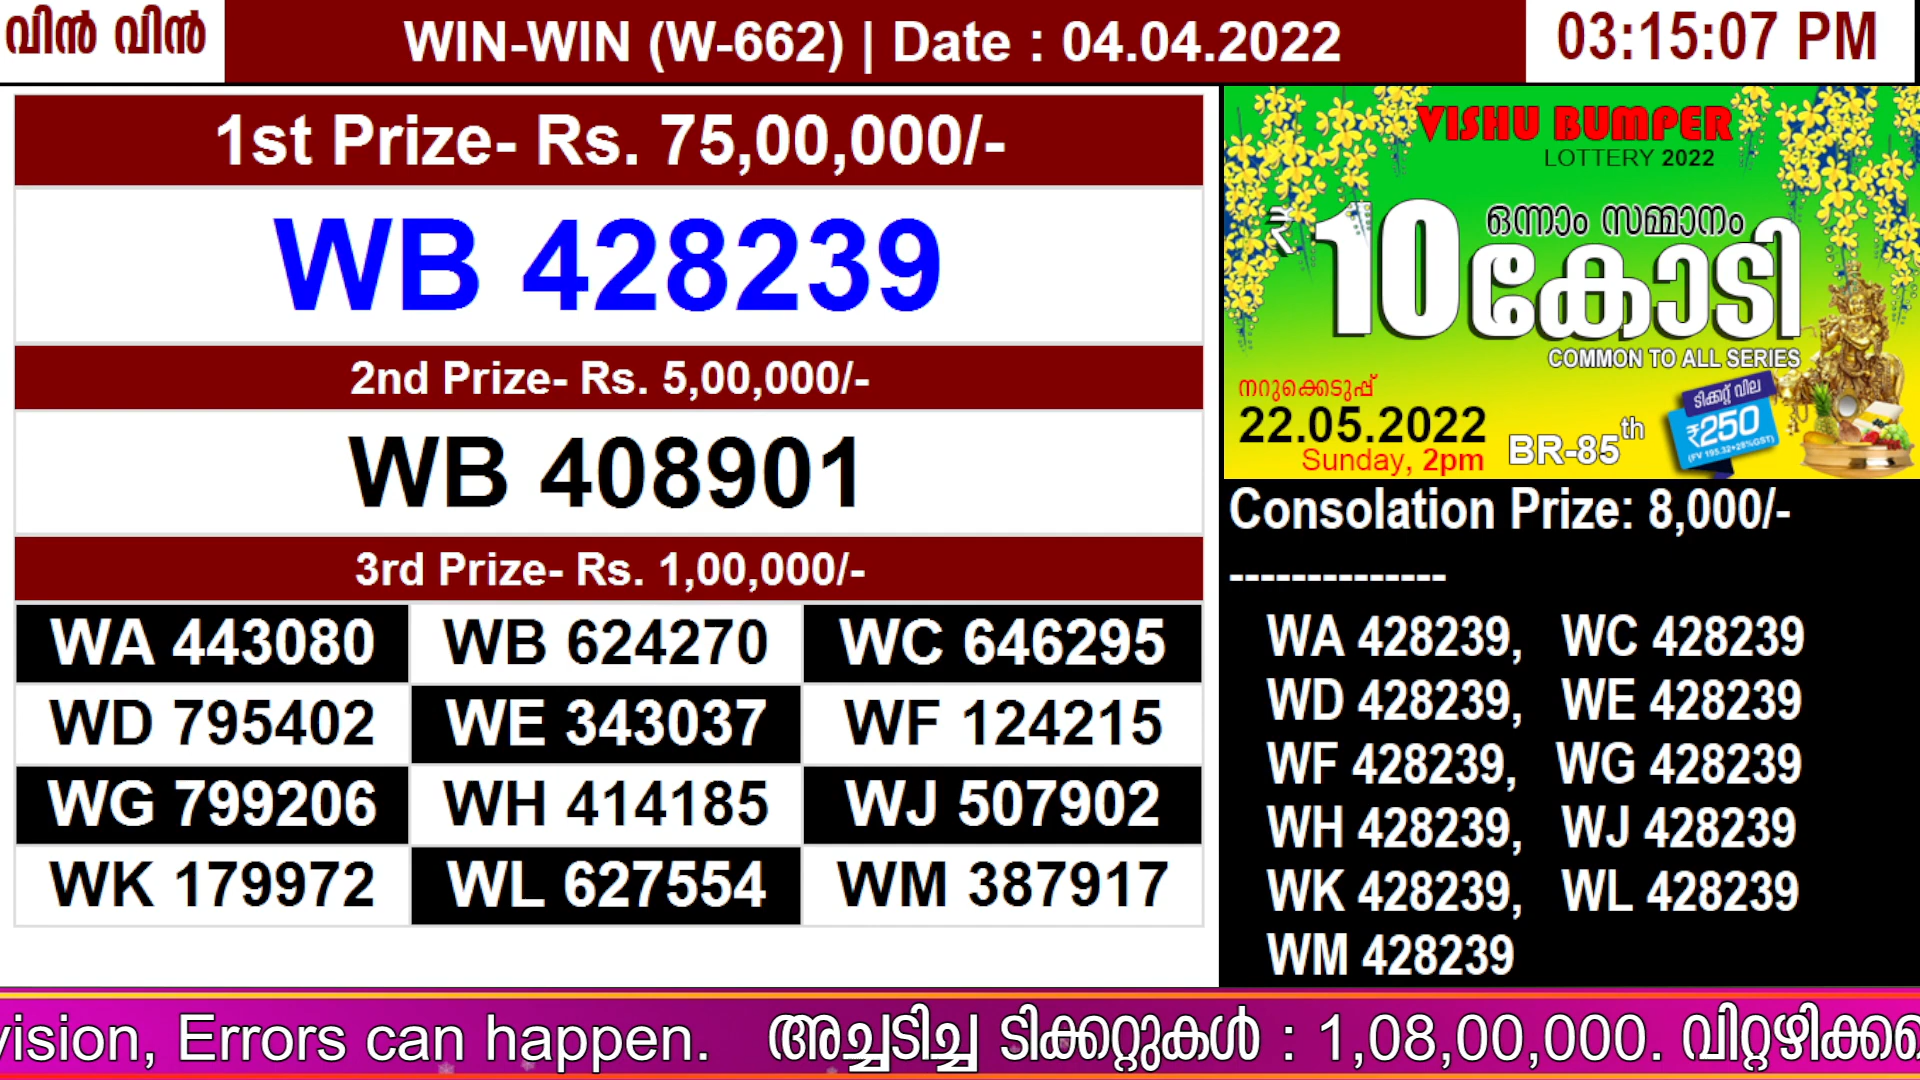 വിൻ വിൻ
WIN-WIN (W-662) | Date : 04.04.2022
03:15:07 PM
1st Prize- Rs. 75,00,000/-
WB 428239
2nd Prize- Rs. 5,00,000/-
WB 408901
3rd Prize- Rs. 1,00,000/-
WA 443080 WB 624270 WC 646295
WD 795402 WE 343037 WF 124215
WG 799206 WH 414185 WJ 507902
WK 179972 WL 627554 WM 387917
VISHU BUMPER
LOTTERY 2022
ഒന്നാം സമ്മാനം
₹10 കോടി
COMMON TO ALL SERIES
നറുക്കെടുപ്പ്
22.05.2022
Sunday, 2pm
BR-85th
ടിക്കറ്റ് വില
₹250
(FV 195.32+28%GST)
Consolation Prize: 8,000/-
--------------
WA 428239, WC 428239
WD 428239, WE 428239
WF 428239, WG 428239
WH 428239, WJ 428239
WK 428239, WL 428239
WM 428239
vision, Errors can happen. അച്ചടിച്ച ടിക്കറ്റുകൾ : 1,08,00,000.